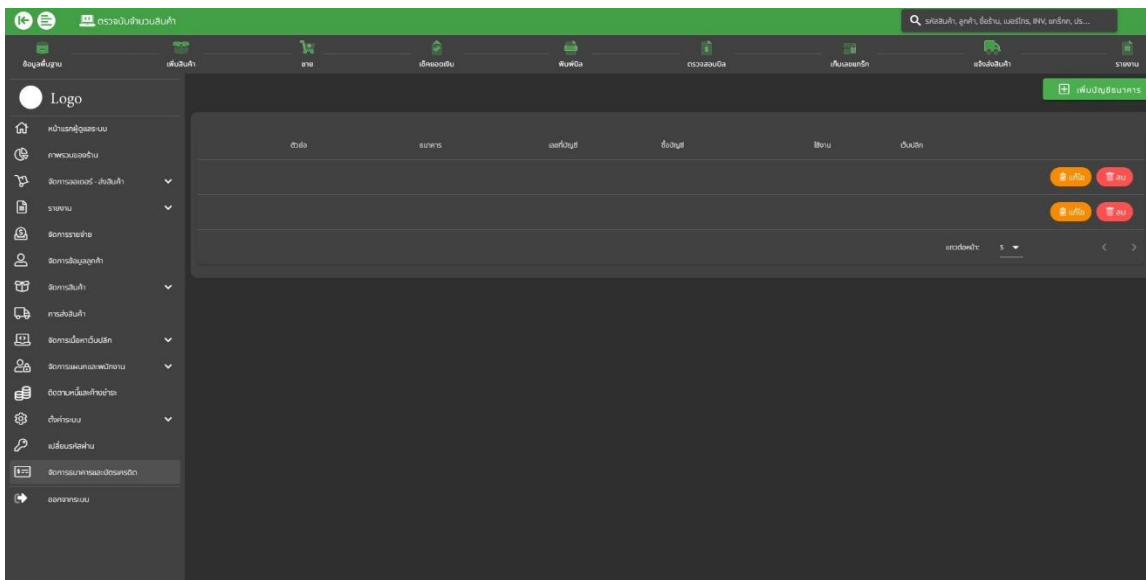 ตรวจนับจำนวนสินค้า
รหัสสินค้า, ลูกค้า, ชื่อร้าน, เบอร์โทร, INV, แทร็กก, ปร...
ข้อมูลพื้นฐาน เพิ่มสินค้า ขาย เช็คยอดเงิน พิมพ์บิล ตรวจสอบบิล เก็บเลขแทร็ก แจ้งส่งสินค้า รายงาน
Logo
เพิ่มบัญชีธนาคาร
หน้าแรกผู้ดูแลระบบ
ภาพรวมของร้าน
จัดการออเดอร์ - ส่งสินค้า
รายงาน
จัดการรายจ่าย
จัดการข้อมูลลูกค้า
จัดการสินค้า
การส่งสินค้า
จัดการเนื้อหาเว็บปลีก
จัดการแผนกและพนักงาน
ติดตามหนี้และค้างชำระ
ตั้งค่าระบบ
เปลี่ยนรหัสผ่าน
จัดการธนาคารและบัตรเครดิต
ออกจากระบบ
ตัวย่อ ธนาคาร เลขที่บัญชี ชื่อบัญชี ใช้งาน เว็บปลีก
แก้ไข ลบ
แก้ไข ลบ
แถวต่อหน้า: 5